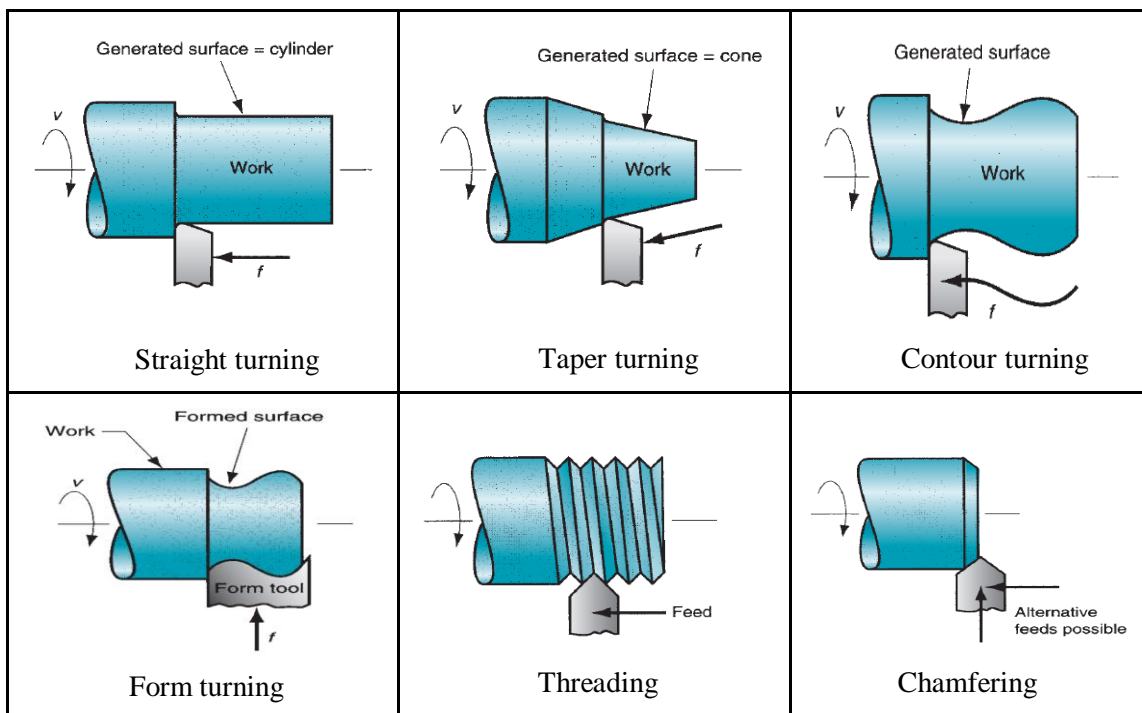 Generated surface = cylinder
v
Work
f
Straight turning
Generated surface = cone
v
Work
f
Taper turning
Generated surface
v
Work
f
Contour turning
Formed surface
Work
v
Form tool
f
Form turning
Feed
Threading
Alternative
feeds possible
Chamfering